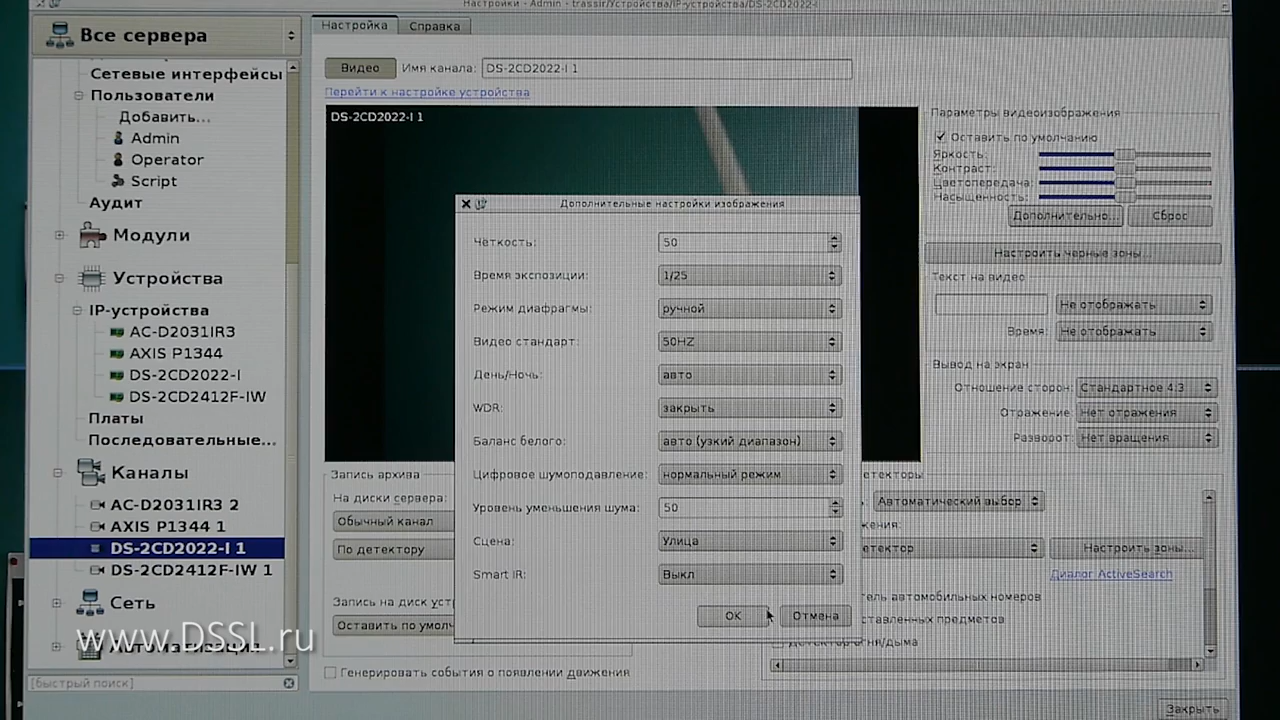 Настройки - Admin - trassir/Устройства/IP-устройства/DS-2CD2022-I
Все сервера
Сетевые интерфейсы
Пользователи
Добавить...
Admin
Operator
Script
Аудит
Модули
Устройства
IP-устройства
AC-D2031IR3
AXIS P1344
DS-2CD2022-I
DS-2CD2412F-IW
Платы
Последовательные...
Каналы
AC-D2031IR3 2
AXIS P1344 1
DS-2CD2022-I 1
DS-2CD2412F-IW 1
Сеть
www.DSSL.ru
[быстрый поиск]
Настройка
Справка
Видео
Имя канала:
DS-2CD2022-I 1
Перейти к настройке устройства
DS-2CD2022-I 1
Дополнительные настройки изображения
Чёткость:
50
Время экспозиции:
1/25
Режим диафрагмы:
ручной
Видео стандарт:
50HZ
День/Ночь:
авто
WDR:
закрыть
Баланс белого:
авто (узкий диапазон)
Цифровое шумоподавление:
нормальный режим
Уровень уменьшения шума:
50
Сцена:
Улица
Smart IR:
Выкл
OK
Отмена
Параметры видеоизображения
Оставить по умолчанию
Яркость:
Контраст:
Цветопередача:
Насыщенность:
Дополнительно...
Сброс
Настроить черные зоны...
Текст на видео
Не отображать
Время:
Не отображать
Вывод на экран
Отношение сторон:
Стандартное 4:3
Отражение:
Нет отражения
Разворот:
Нет вращения
Запись архива
На диски сервера:
Обычный канал
По детектору
Запись на диск уст
Оставить по умолч
Генерировать события о появлении движения
етекторы
Автоматический выбор
жения:
етектор
Настроить зоны...
Диалог ActiveSearch
тель автомобильных номеров
ставленных предметов
Закрыть